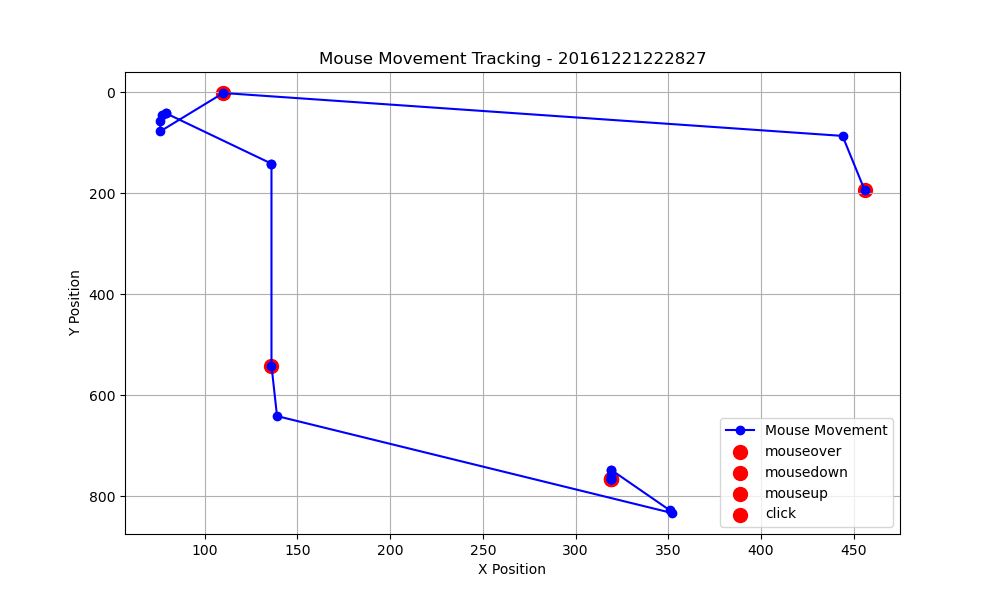 Mouse Movement Tracking - 20161221222827
0
200
400
600
800
Y Position
100
150
200
250
300
350
400
450
X Position
Mouse Movement
mouseover
mousedown
mouseup
click